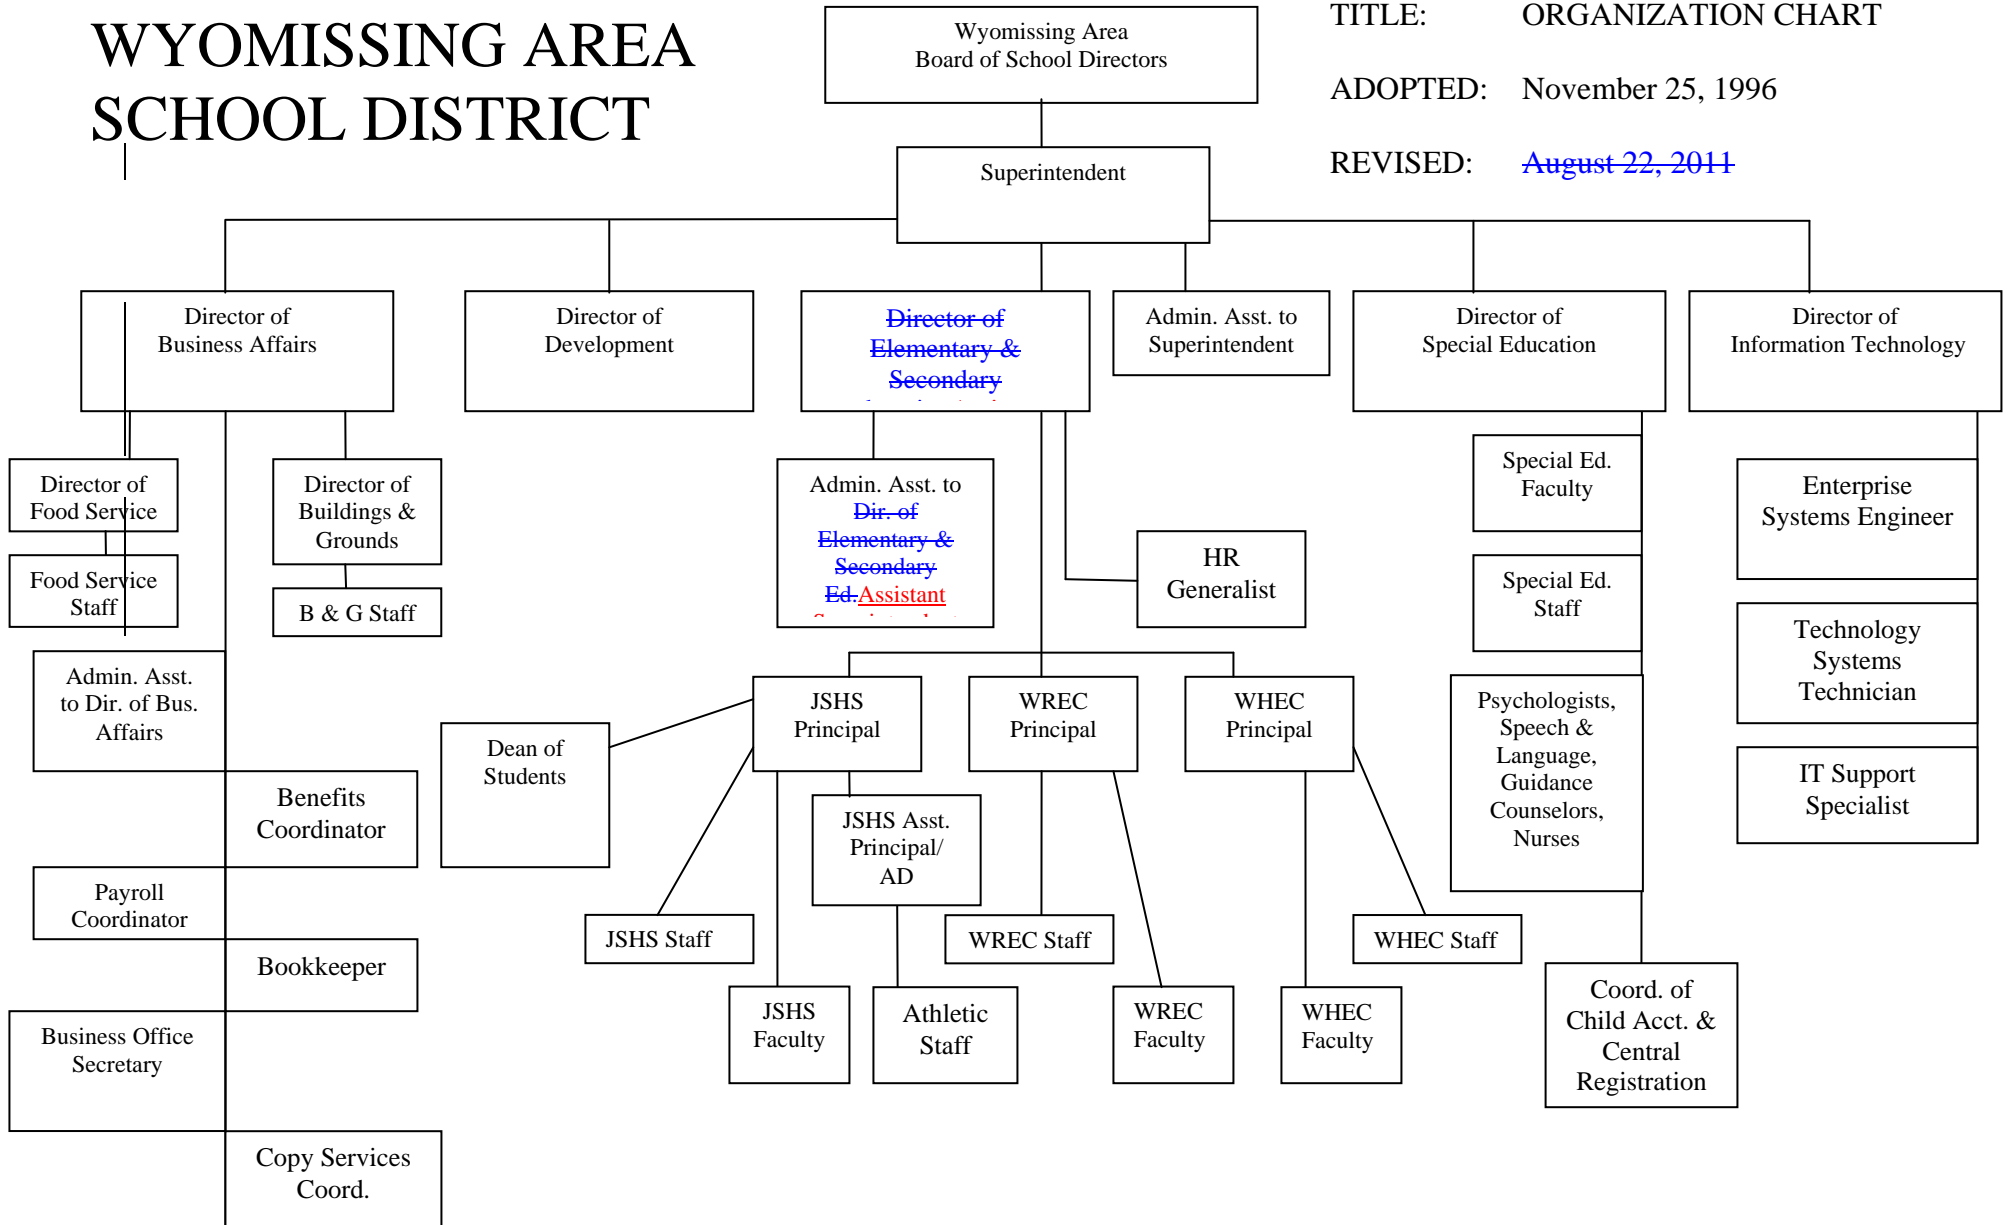 WYOMISSING AREA
SCHOOL DISTRICT
Wyomissing Area
Board of School Directors
TITLE: ORGANIZATION CHART
ADOPTED: November 25, 1996
REVISED: August 22, 2011
Superintendent
Director of
Business Affairs
Director of
Development
Director of
Elementary &
Secondary
Admin. Asst. to
Superintendent
Director of
Special Education
Director of
Information Technology
Director of
Food Service
Food Service
Staff
Director of
Buildings &
Grounds
B & G Staff
Admin. Asst. to
Dir. of
Elementary &
Secondary
Ed.Assistant
HR
Generalist
Special Ed.
Faculty
Special Ed.
Staff
Psychologists,
Speech &
Language,
Guidance
Counselors,
Nurses
Coord. of
Child Acct. &
Central
Registration
Enterprise
Systems Engineer
Technology
Systems
Technician
IT Support
Specialist
Admin. Asst.
to Dir. of Bus.
Affairs
Benefits
Coordinator
Payroll
Coordinator
Bookkeeper
Business Office
Secretary
Copy Services
Coord.
JSHS
Principal
WREC
Principal
WHEC
Principal
Dean of
Students
JSHS Asst.
Principal/
AD
JSHS Staff
WREC Staff
WHEC Staff
JSHS
Faculty
Athletic
Staff
WREC
Faculty
WHEC
Faculty